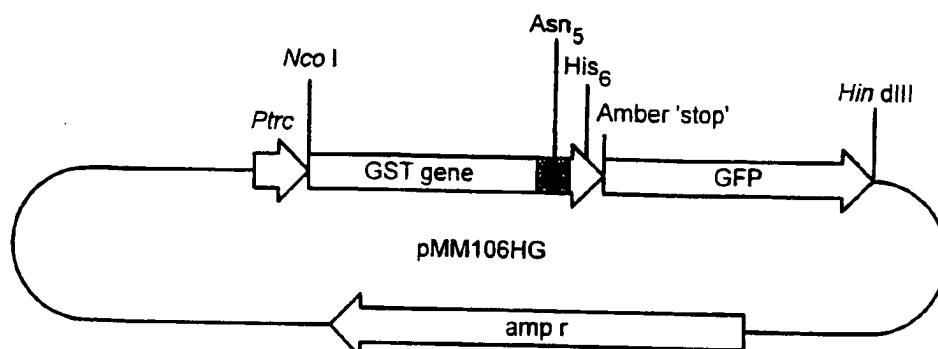 Asn5
Nco I
His6
Hin dIII
Ptrc
Amber 'stop'
GST gene
GFP
pMM106HG
amp r